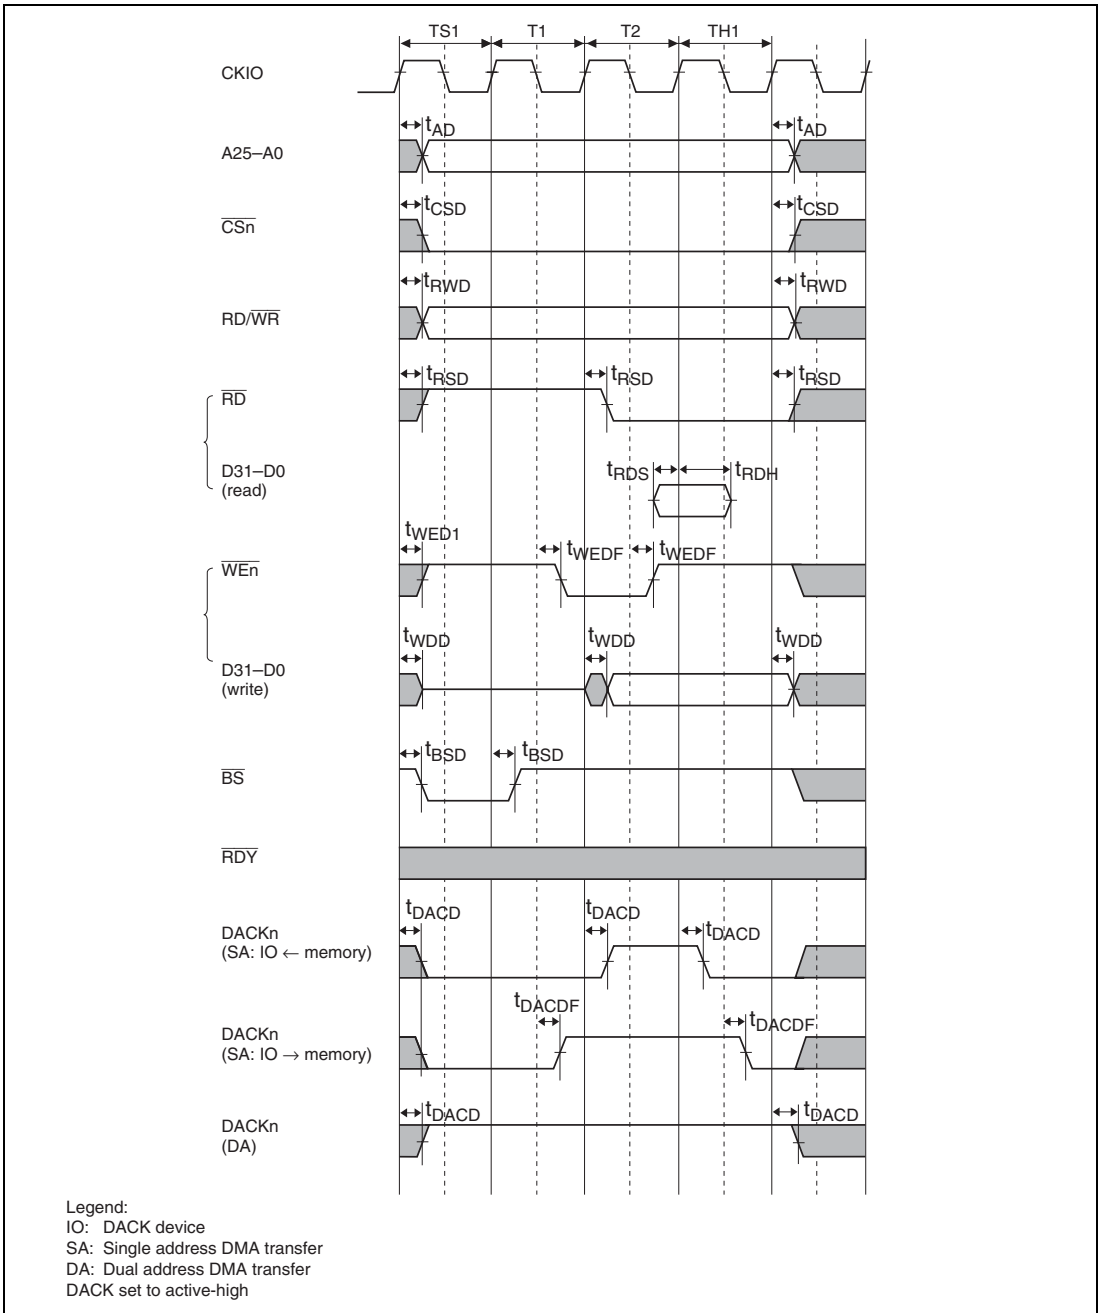 TS1 T1 T2 TH1
CKIO
tAD tAD
A25–A0
tCSD tCSD
CSn
tRWD tRWD
RD/WR
tRSD tRSD tRSD
RD
D31–D0
(read)
tRDS tRDH
tWED1
tWEDF tWEDF
WEn
tWDD tWDD tWDD
D31–D0
(write)
tBSD tBSD
BS
RDY
tDACD tDACD tDACD
DACKn
(SA: IO ← memory)
tDACDF tDACDF
DACKn
(SA: IO → memory)
tDACD tDACD
DACKn
(DA)
Legend:
IO: DACK device
SA: Single address DMA transfer
DA: Dual address DMA transfer
DACK set to active-high